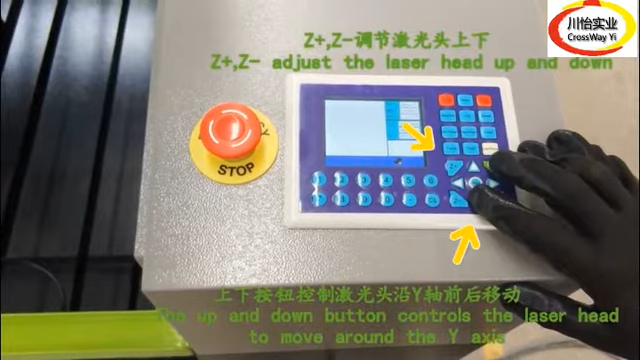 川怡实业
CrossWay Yi
Z+,Z-调节激光头上下
Z+,Z- adjust the laser head up and down
STOP
上下按钮控制激光头沿Y轴前后移动
The up and down button controls the laser head
to move around the Y axis